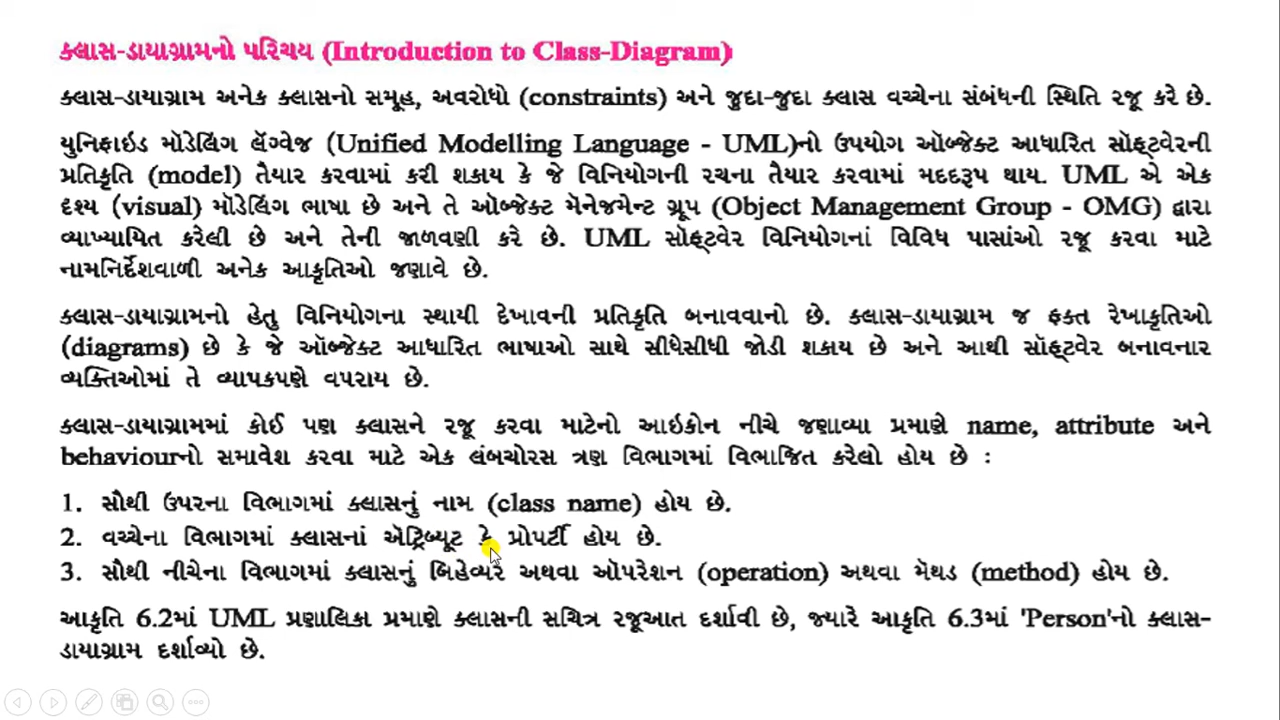 ક્લાસ-ડાયાગ્રામનો પરિચય (Introduction to Class-Diagram)
ક્લાસ-ડાયાગ્રામ અનેક ક્લાસનો સમૂહ, અવરોધો (constraints) અને જુદા-જુદા ક્લાસ વચ્ચેના સંબંધની સ્થિતિ રજૂ કરે છે.
યુનિફાઇડ મૉડેલિંગ લૅંગ્વેજ (Unified Modelling Language - UML)નો ઉપયોગ ઑબ્જેક્ટ આધારિત સૉફ્ટવેરની
પ્રતિકૃતિ (model) તૈયાર કરવામાં કરી શકાય કે જે વિનિયોગની રચના તૈયાર કરવામાં મદદરૂપ થાય. UML એ એક
દૃશ્ય (visual) મૉડેલિંગ ભાષા છે અને તે ઑબ્જેક્ટ મૅનેજમેન્ટ ગ્રૂપ (Object Management Group - OMG) દ્વારા
વ્યાખ્યાયિત કરેલી છે અને તેની જાળવણી કરે છે. UML સૉફ્ટવેર વિનિયોગનાં વિવિધ પાસાંઓ રજૂ કરવા માટે
નામનિર્દેશવાળી અનેક આકૃતિઓ જણાવે છે.
ક્લાસ-ડાયાગ્રામનો હેતુ વિનિયોગના સ્થાયી દેખાવની પ્રતિકૃતિ બનાવવાનો છે. ક્લાસ-ડાયાગ્રામ જ ફક્ત રેખાકૃતિઓ
(diagrams) છે કે જે ઑબ્જેક્ટ આધારિત ભાષાઓ સાથે સીધેસીધી જોડી શકાય છે અને આથી સૉફ્ટવેર બનાવનાર
વ્યક્તિઓમાં તે વ્યાપકપણે વપરાય છે.
ક્લાસ-ડાયાગ્રામમાં કોઈ પણ ક્લાસને રજૂ કરવા માટેનો આઇકોન નીચે જણાવ્યા પ્રમાણે name, attribute અને
behaviourનો સમાવેશ કરવા માટે એક લંબચોરસ ત્રણ વિભાગમાં વિભાજિત કરેલો હોય છે :
1. સૌથી ઉપરના વિભાગમાં ક્લાસનું નામ (class name) હોય છે.
2. વચ્ચેના વિભાગમાં ક્લાસનાં ઍટ્રિબ્યૂટ કે પ્રોપર્ટી હોય છે.
3. સૌથી નીચેના વિભાગમાં ક્લાસનું બિહેવ્યર અથવા ઑપરેશન (operation) અથવા મૅથડ (method) હોય છે.
આકૃતિ 6.2માં UML પ્રણાલિકા પ્રમાણે ક્લાસની સચિત્ર રજૂઆત દર્શાવી છે, જ્યારે આકૃતિ 6.3માં 'Person'નો ક્લાસ-
ડાયાગ્રામ દર્શાવ્યો છે.